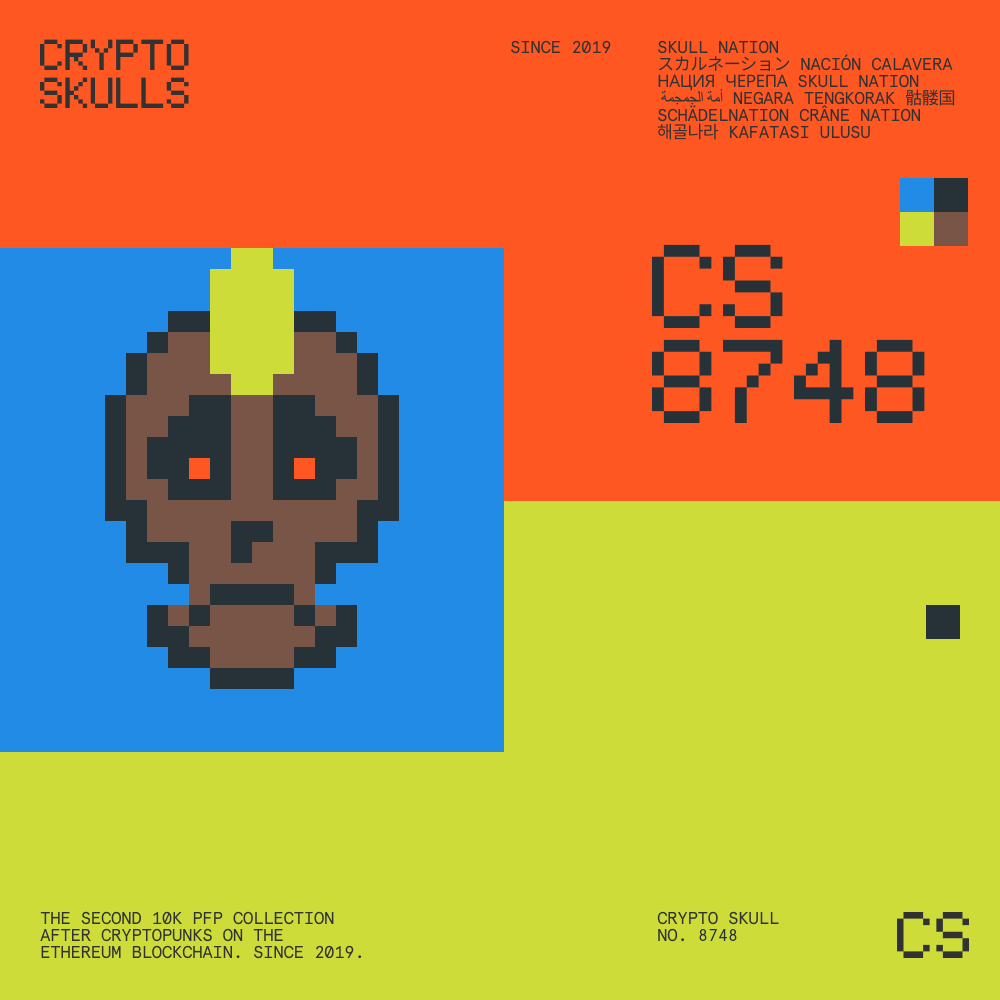 CRYPTO
SKULLS
SINCE 2019
SKULL NATION
スカルネーション NACIÓN CALAVERA
НАЦИЯ ЧЕРЕПА SKULL NATION
أمة الجمجمة NEGARA TENGKORAK 骷髅国
SCHÄDELNATION CRÂNE NATION
해골나라 KAFATASI ULUSU
CS
8748
THE SECOND 10K PFP COLLECTION
AFTER CRYPTOPUNKS ON THE
ETHEREUM BLOCKCHAIN. SINCE 2019.
CRYPTO SKULL
NO. 8748
CS